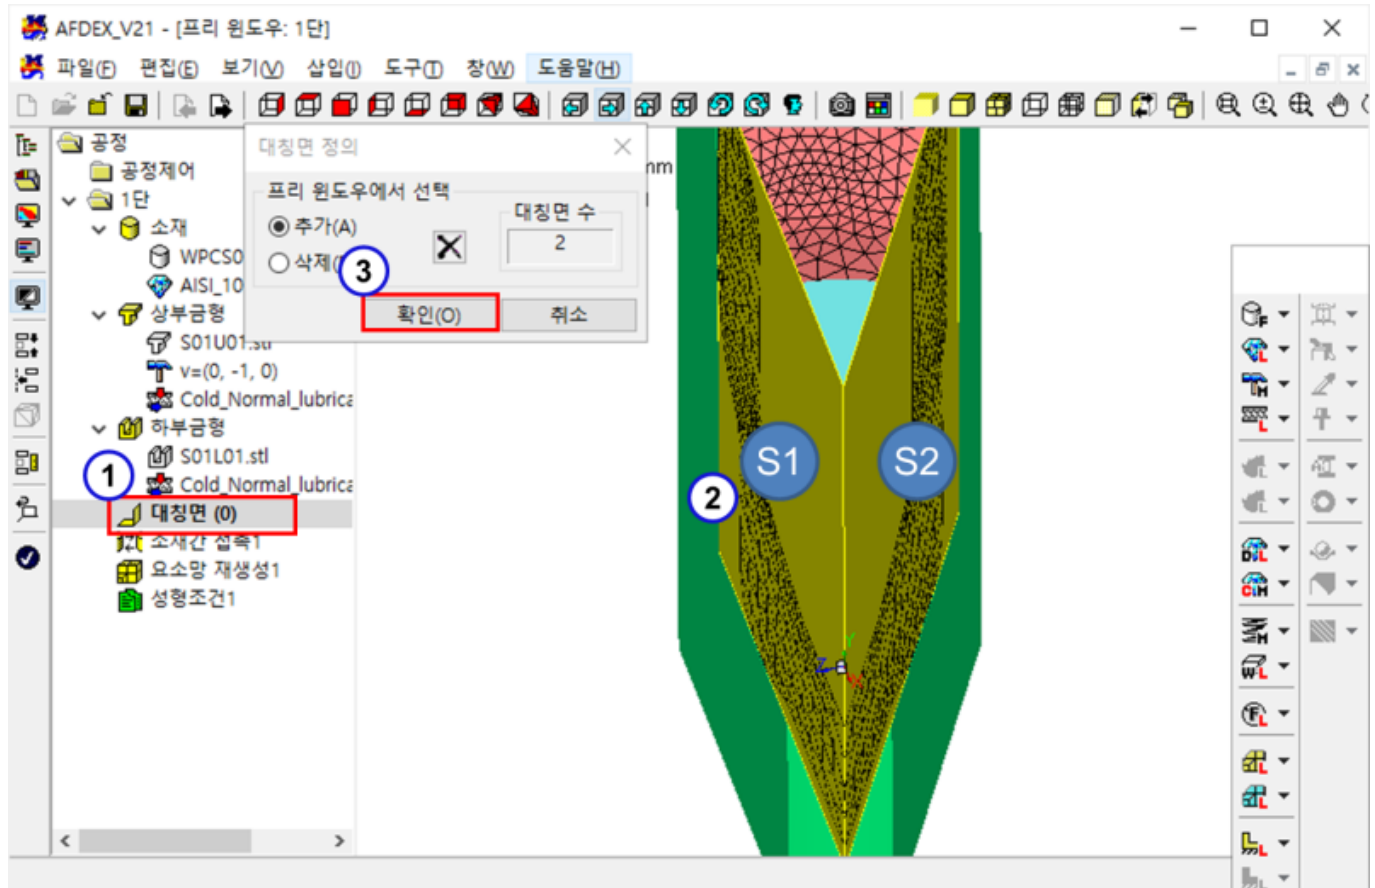 AFDEX_V21 - [프리 윈도우: 1단]
파일(F) 편집(E) 보기(V) 삽입(I) 도구(T) 창(W) 도움말(H)
공정
공정제어
1단
소재
WPCS0
AISI_10
상부금형
S01U01.stl
v=(0, -1, 0)
Cold_Normal_lubrica
하부금형
S01L01.stl
Cold_Normal_lubrica
1
대칭면 (0)
소재간 접촉1
요소망 재생성1
성형조건1
대칭면 정의
프리 윈도우에서 선택
추가(A)
삭제(
대칭면 수
2
3
확인(O) 취소
mm
S1 S2
2
Y
Z